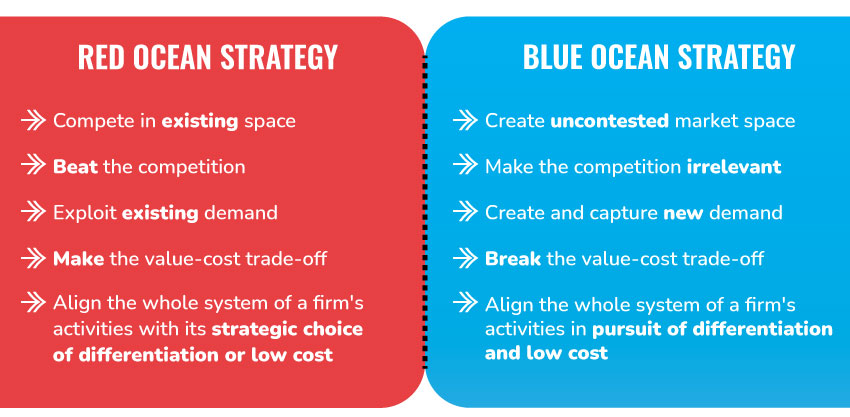 RED OCEAN STRATEGY
Compete in existing space
Beat the competition
Exploit existing demand
Make the value-cost trade-off
Align the whole system of a firm's
activities with its strategic choice
of differentiation or low cost
BLUE OCEAN STRATEGY
Create uncontested market space
Make the competition irrelevant
Create and capture new demand
Break the value-cost trade-off
Align the whole system of a firm's
activities in pursuit of differentiation
and low cost